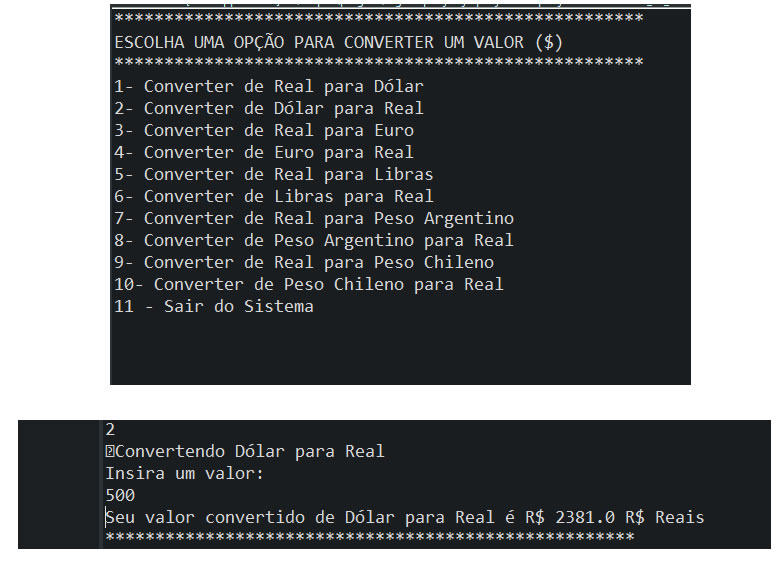 *****************************************************
ESCOLHA UMA OPÇÃO PARA CONVERTER UM VALOR ($)
*****************************************************
1- Converter de Real para Dólar
2- Converter de Dólar para Real
3- Converter de Real para Euro
4- Converter de Euro para Real
5- Converter de Real para Libras
6- Converter de Libras para Real
7- Converter de Real para Peso Argentino
8- Converter de Peso Argentino para Real
9- Converter de Real para Peso Chileno
10- Converter de Peso Chileno para Real
11 - Sair do Sistema
2
Convertendo Dólar para Real
Insira um valor:
500
Seu valor convertido de Dólar para Real é R$ 2381.0 R$ Reais
*****************************************************